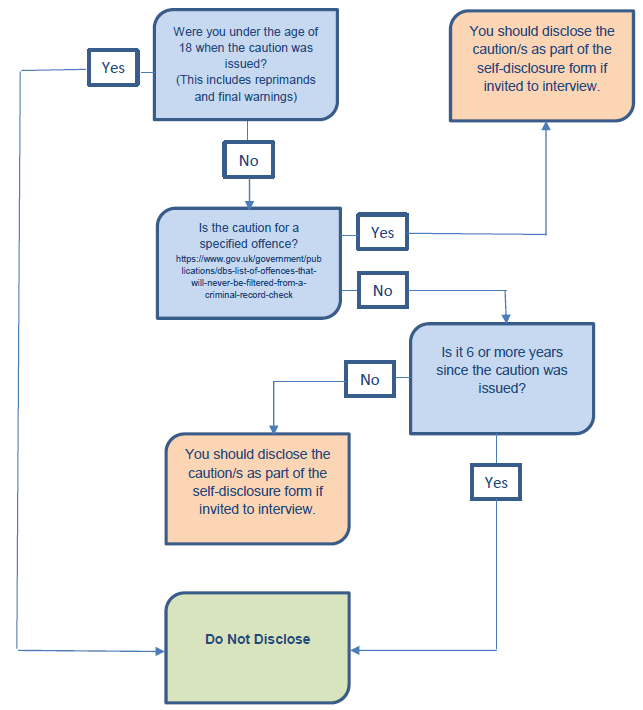 Were you under the age of
18 when the caution was
issued?
(This includes reprimands
and final warnings)
Yes
No
You should disclose the
caution/s as part of the
self-disclosure form if
invited to interview.
Is the caution for a
specified offence?
https://www.gov.uk/government/pub
lications/dbs-list-of-offences-that-
will-never-be-filtered-from-a-
criminal-record-check
Yes
No
Is it 6 or more years
since the caution was
issued?
No
Yes
You should disclose the
caution/s as part of the
self-disclosure form if
invited to interview.
Do Not Disclose